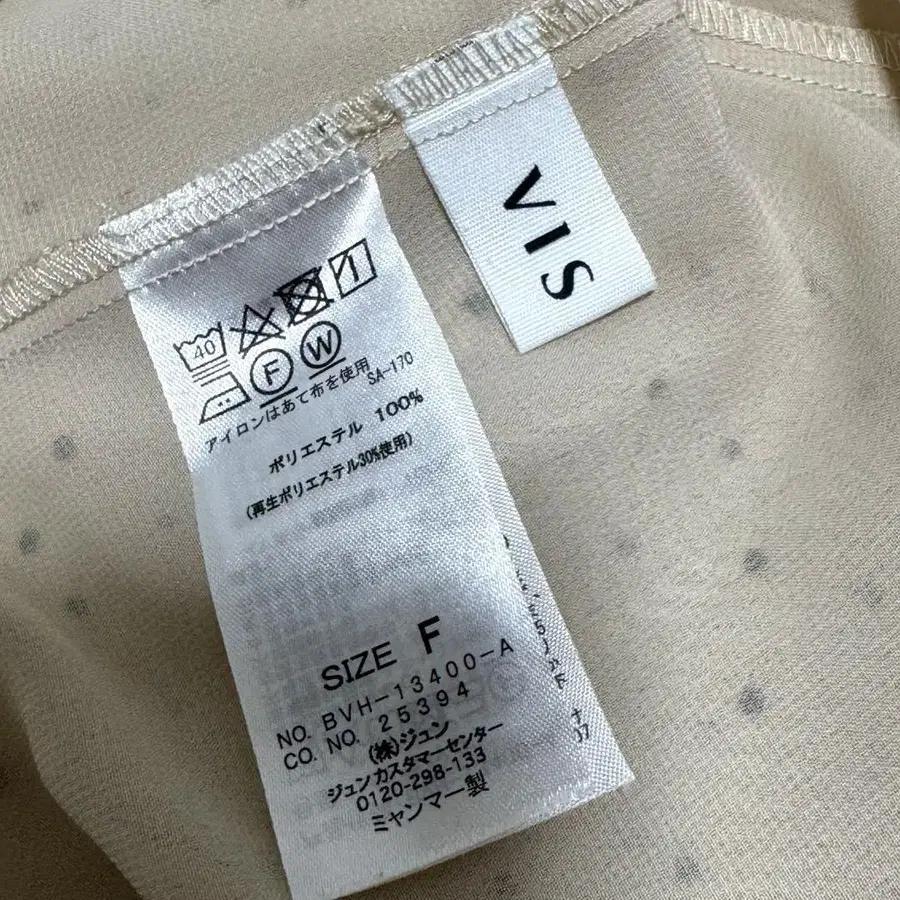 VIS
40
F W
アイロンはあて布を使用 SA-170
ポリエステル 100%
(再生ポリエステル30%使用)
SIZE F
NO. BVH-13400-A
CO. NO. 25394
(株)ジュン
ジュン カスタマーセンター
0120-298-133
ミャンマー製